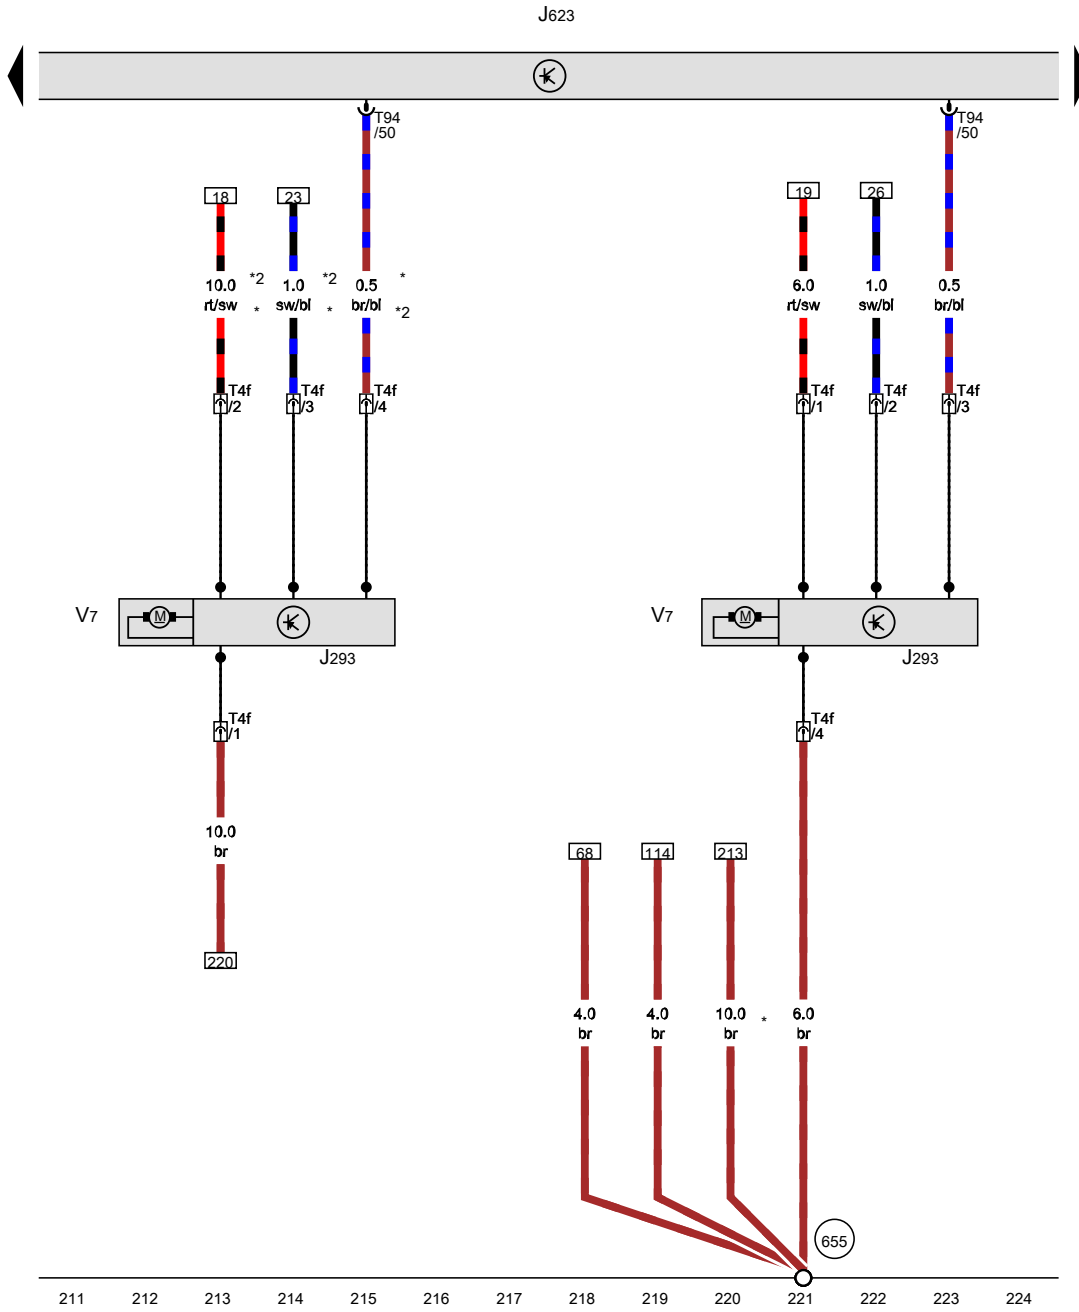 J623
T94
/50
T94
/50
18
23
19
26
10.0
rt/sw
*2
*
1.0
sw/bl
*2
*
0.5
br/bl
*
*2
6.0
rt/sw
1.0
sw/bl
0.5
br/bl
T4f
/2
T4f
/3
T4f
/4
T4f
/1
T4f
/2
T4f
/3
V7
M
J293
V7
M
J293
T4f
/1
T4f
/4
10.0
br
68
114
213
220
4.0
br
4.0
br
10.0
br
*
6.0
br
655
211 212 213 214 215 216 217 218 219 220 221 222 223 224